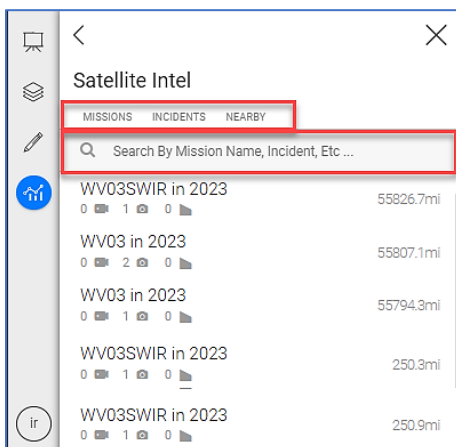 Satellite Intel
MISSIONS INCIDENTS NEARBY
Search By Mission Name, Incident, Etc ...
WV03SWIR in 2023 55826.7mi
0 1 0
WV03 in 2023 55807.1mi
0 2 0
WV03 in 2023 55794.3mi
0 1 0
WV03SWIR in 2023 250.3mi
0 1 0
WV03SWIR in 2023 250.9mi
0 1 0
ir